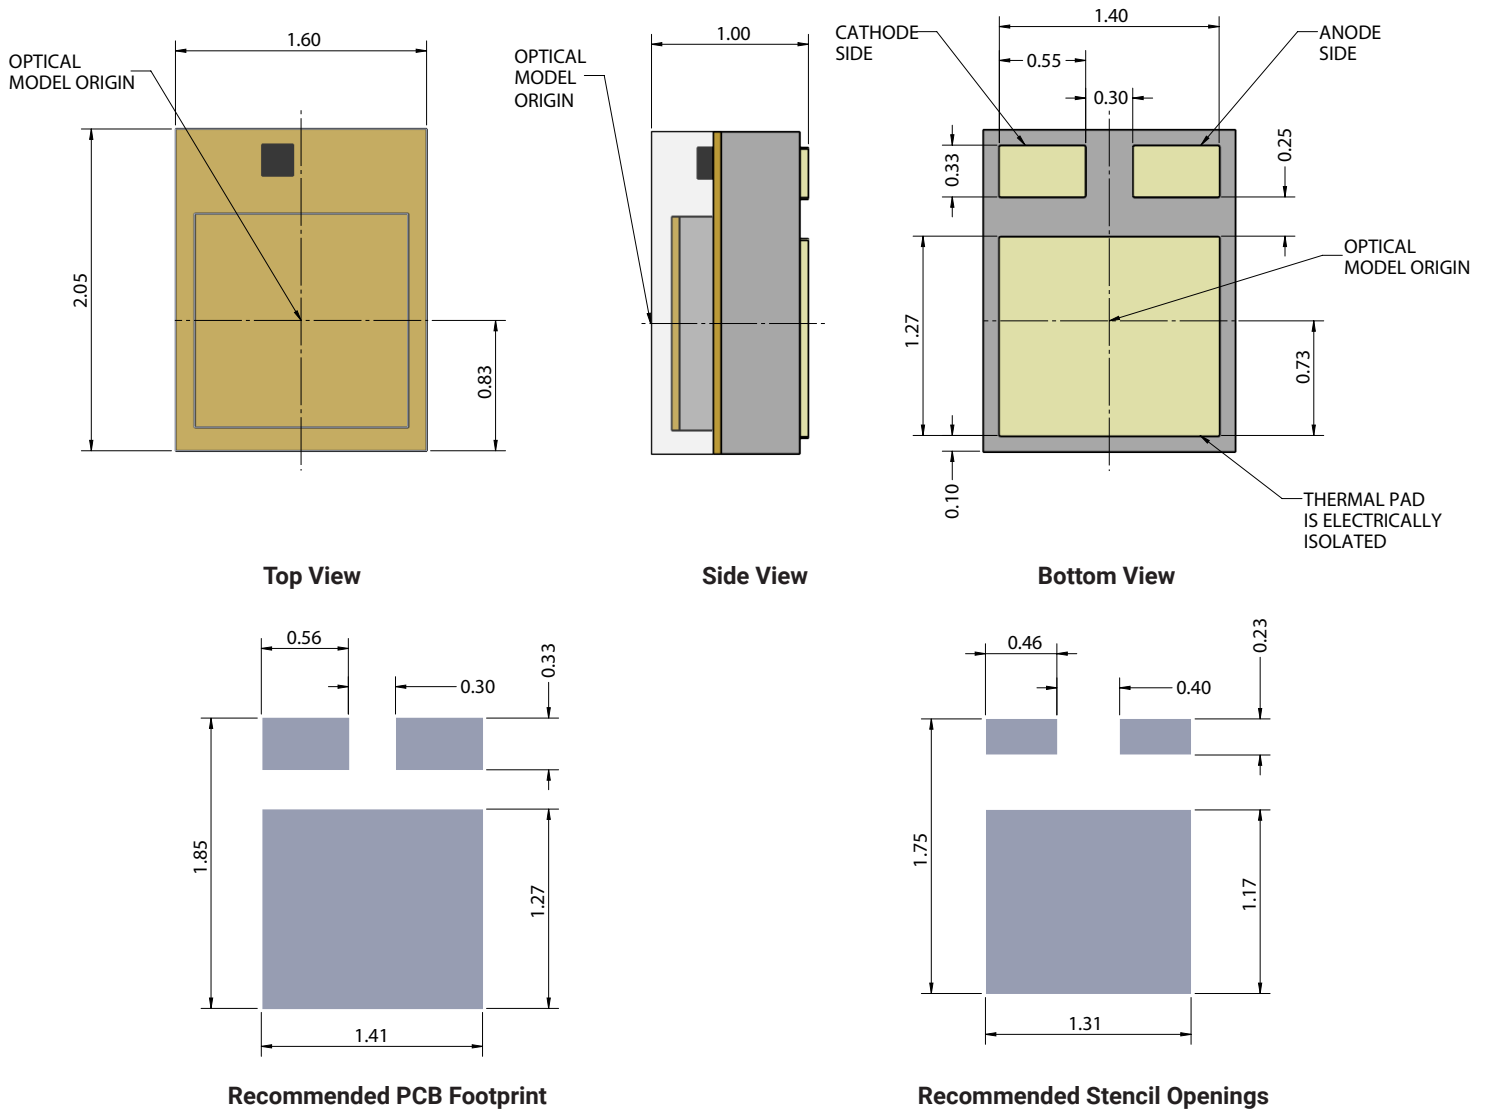 1.60
OPTICAL
MODEL ORIGIN
2.05
0.83
Top View
1.00
OPTICAL
MODEL
ORIGIN
Side View
1.40
CATHODE
SIDE
ANODE
SIDE
0.55
0.30
0.33
0.25
OPTICAL
MODEL ORIGIN
1.27
0.73
0.10
THERMAL PAD
IS ELECTRICALLY
ISOLATED
Bottom View
0.56
0.33
0.30
1.85
1.27
1.41
Recommended PCB Footprint
0.46
0.23
0.40
1.75
1.17
1.31
Recommended Stencil Openings